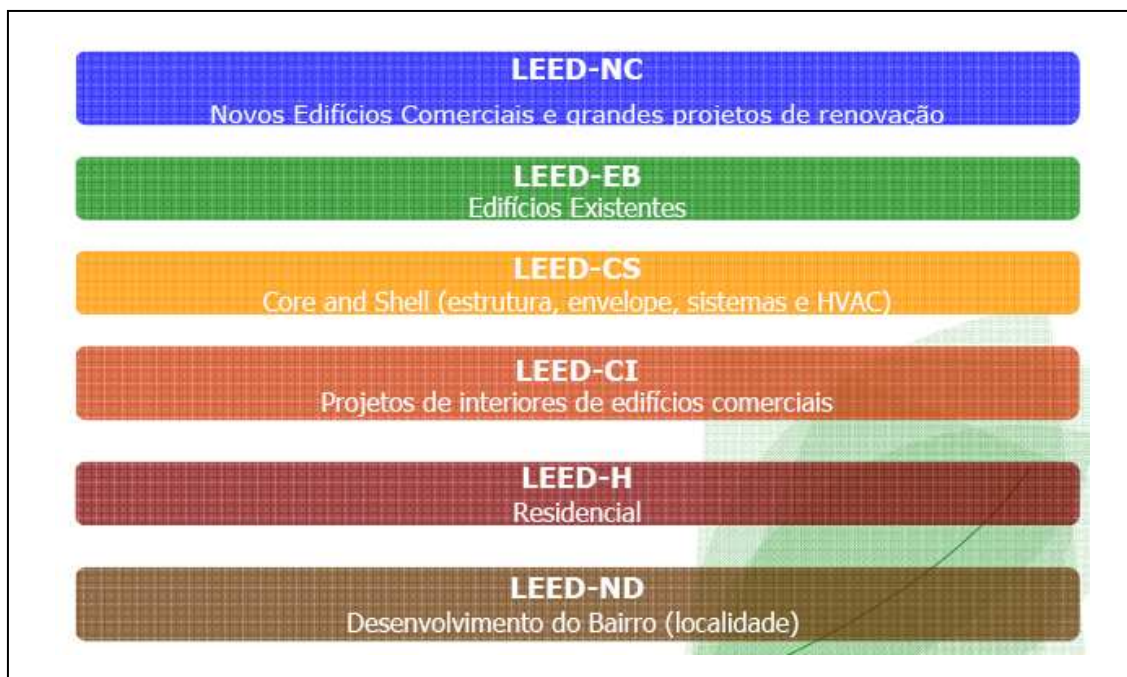 LEED-NC
Novos Edifícios Comerciais e grandes projetos de renovação
LEED-EB
Edifícios Existentes
LEED-CS
Core and Shell (estrutura, envelope, sistemas e HVAC)
LEED-CI
Projetos de interiores de edifícios comerciais
LEED-H
Residencial
LEED-ND
Desenvolvimento do Bairro (localidade)